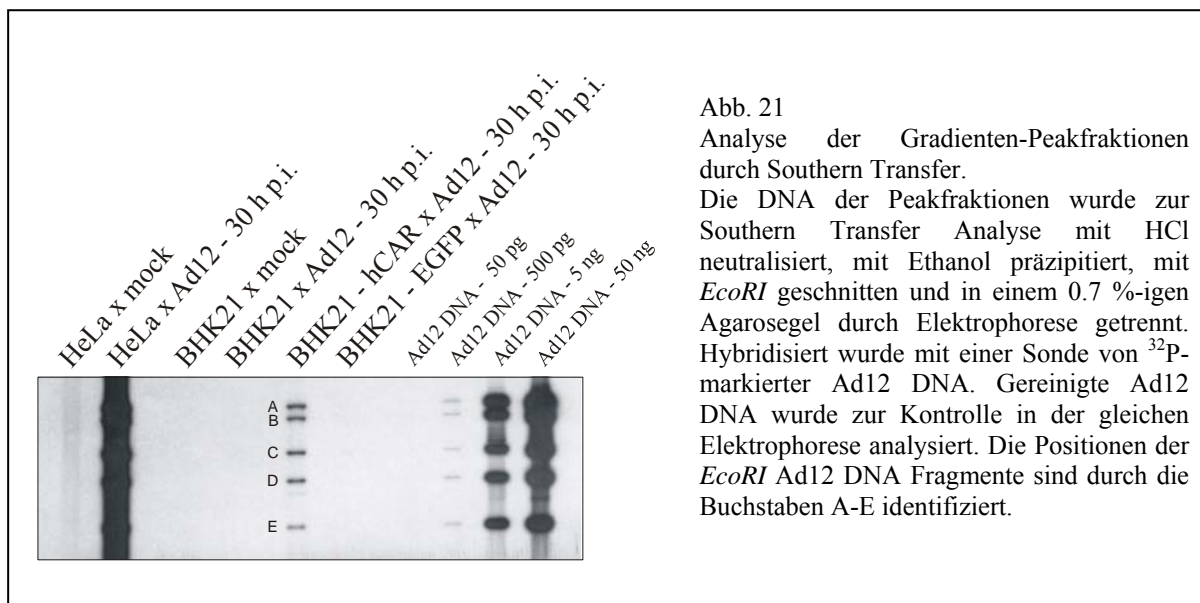 HeLa x mock
HeLa x Ad12 - 30 h p.i.
BHK21 x mock
BHK21 x Ad12 - 30 h p.i.
BHK21 - hCAR x Ad12 - 30 h p.i.
BHK21 - EGFP x Ad12 - 30 h p.i.
Ad12 DNA - 50 pg
Ad12 DNA - 500 pg
Ad12 DNA - 5 ng
Ad12 DNA - 50 ng
A
B
C
D
E
Abb. 21
Analyse der Gradienten-Peakfraktionen
durch Southern Transfer.
Die DNA der Peakfraktionen wurde zur
Southern Transfer Analyse mit HCl
neutralisiert, mit Ethanol präzipitiert, mit
EcoRI geschnitten und in einem 0.7 %-igen
Agarosegel durch Elektrophorese getrennt.
Hybridisiert wurde mit einer Sonde von ³²P-
markierter Ad12 DNA. Gereinigte Ad12
DNA wurde zur Kontrolle in der gleichen
Elektrophorese analysiert. Die Positionen der
EcoRI Ad12 DNA Fragmente sind durch die
Buchstaben A-E identifiziert.